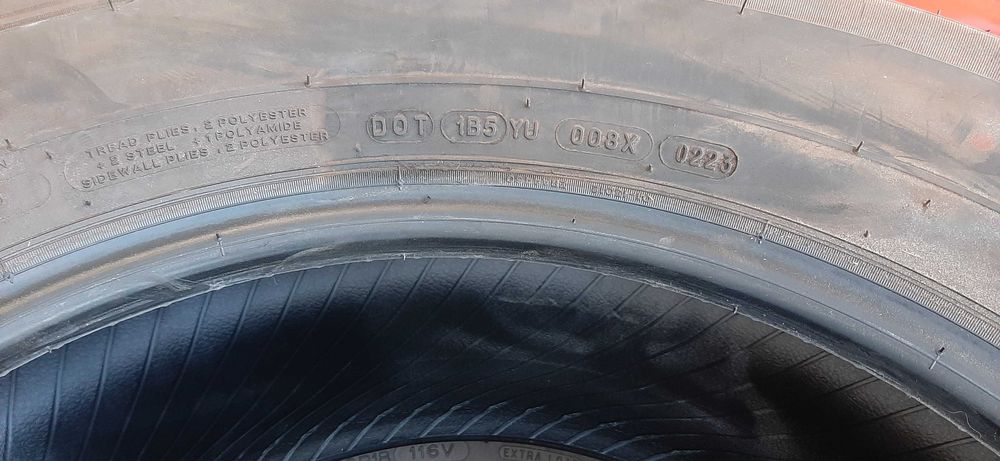 TREAD PLIES : 2 POLYESTER
+ 2 STEEL + 1 POLYAMIDE
SIDEWALL PLIES : 2 POLYESTER
DOT 1B5 YU 008X 0223
116V
EXTRA